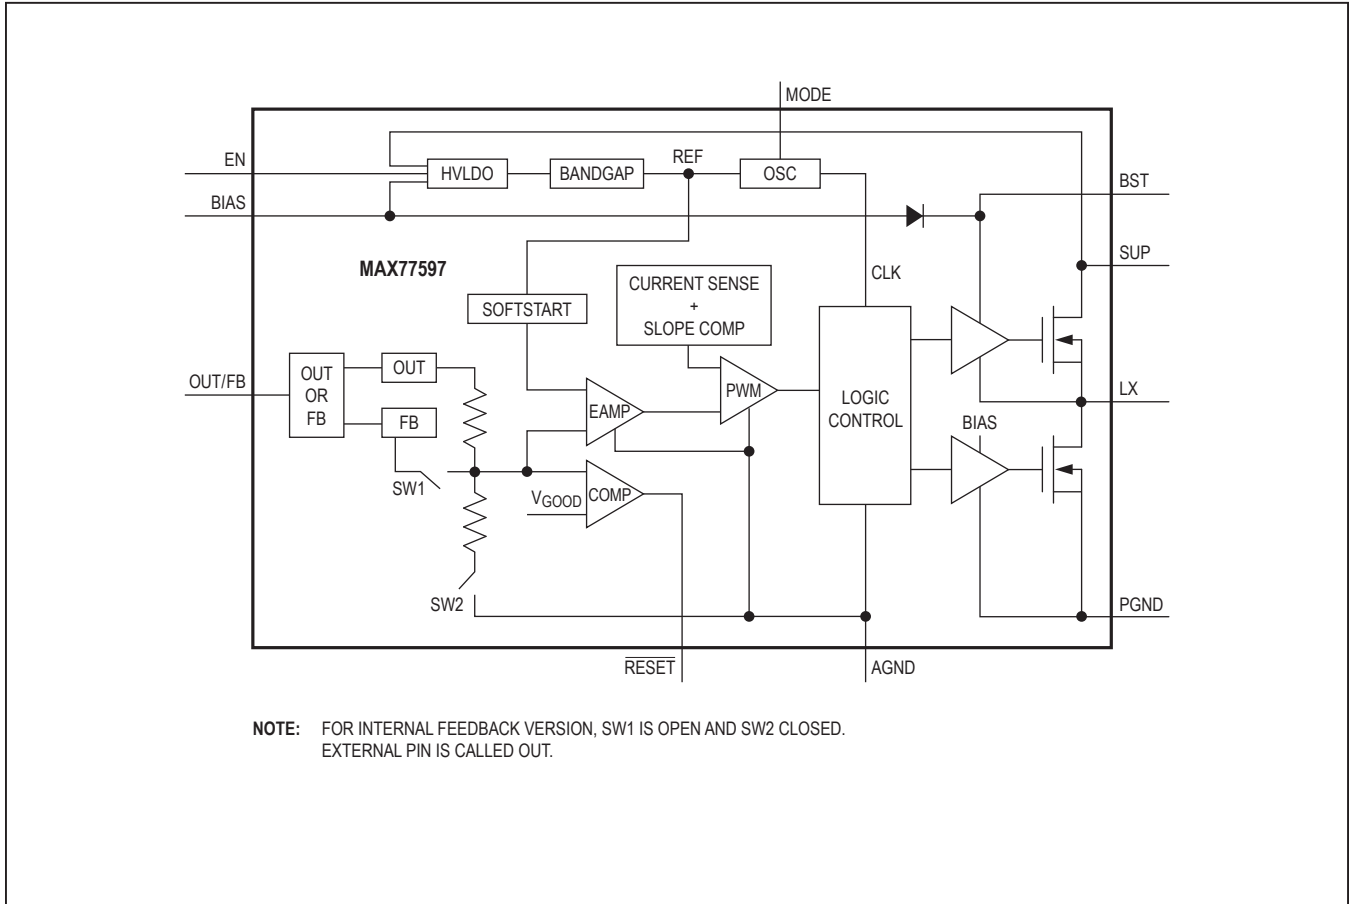 MODE
EN
HVLDO
BANDGAP
REF
OSC
BST
BIAS
SUP
MAX77597
CLK
CURRENT SENSE
+
SLOPE COMP
SOFTSTART
OUT/FB
OUT
OR
FB
OUT
FB
SW1
EAMP
PWM
LOGIC
CONTROL
LX
BIAS
VGOOD
COMP
SW2
PGND
RESET
AGND
NOTE: FOR INTERNAL FEEDBACK VERSION, SW1 IS OPEN AND SW2 CLOSED.
EXTERNAL PIN IS CALLED OUT.